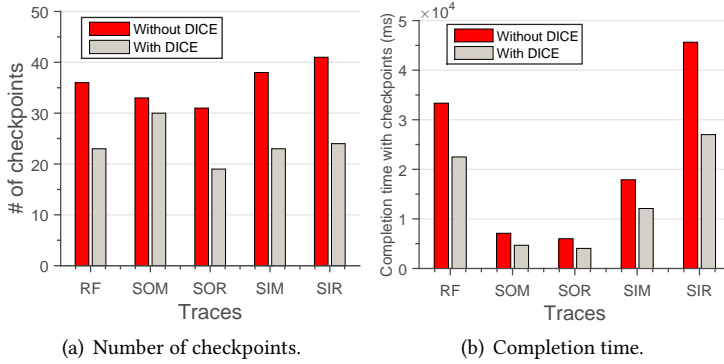 50
40
30
20
10
0
# of checkpoints
Without DICE
With DICE
RF SOM SOR SIM SIR
Traces
(a) Number of checkpoints.
×10⁴
5
4
3
2
1
0
Completion time with checkpoints (ms)
Without DICE
With DICE
RF SOM SOR SIM SIR
Traces
(b) Completion time.